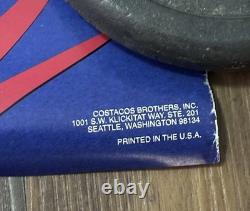 COSTACOS BROTHERS, INC.
1001 S.W. KLICKITAT WAY. STE. 201
SEATTLE, WASHINGTON 98134
PRINTED IN THE U.S.A.